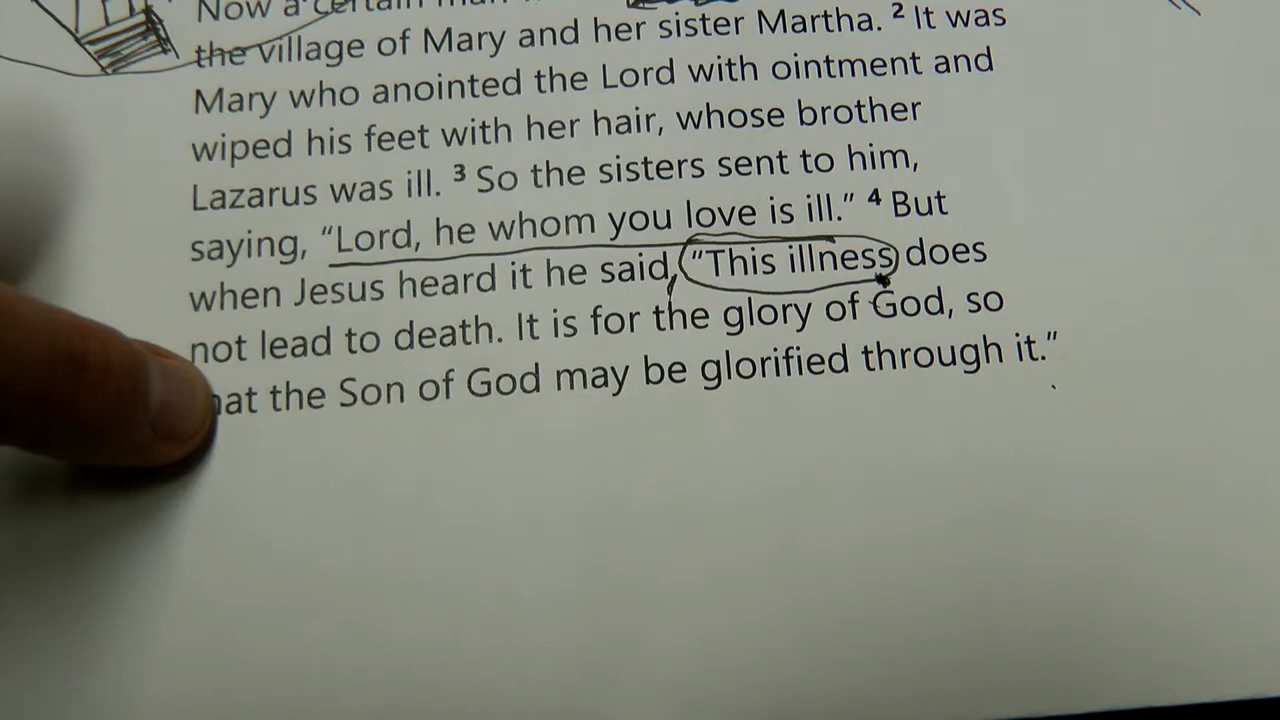 Now a certain man
the village of Mary and her sister Martha. 2 It was
Mary who anointed the Lord with ointment and
wiped his feet with her hair, whose brother
Lazarus was ill. 3 So the sisters sent to him,
saying, “Lord, he whom you love is ill.” 4 But
when Jesus heard it he said, “This illness does
not lead to death. It is for the glory of God, so
hat the Son of God may be glorified through it.”